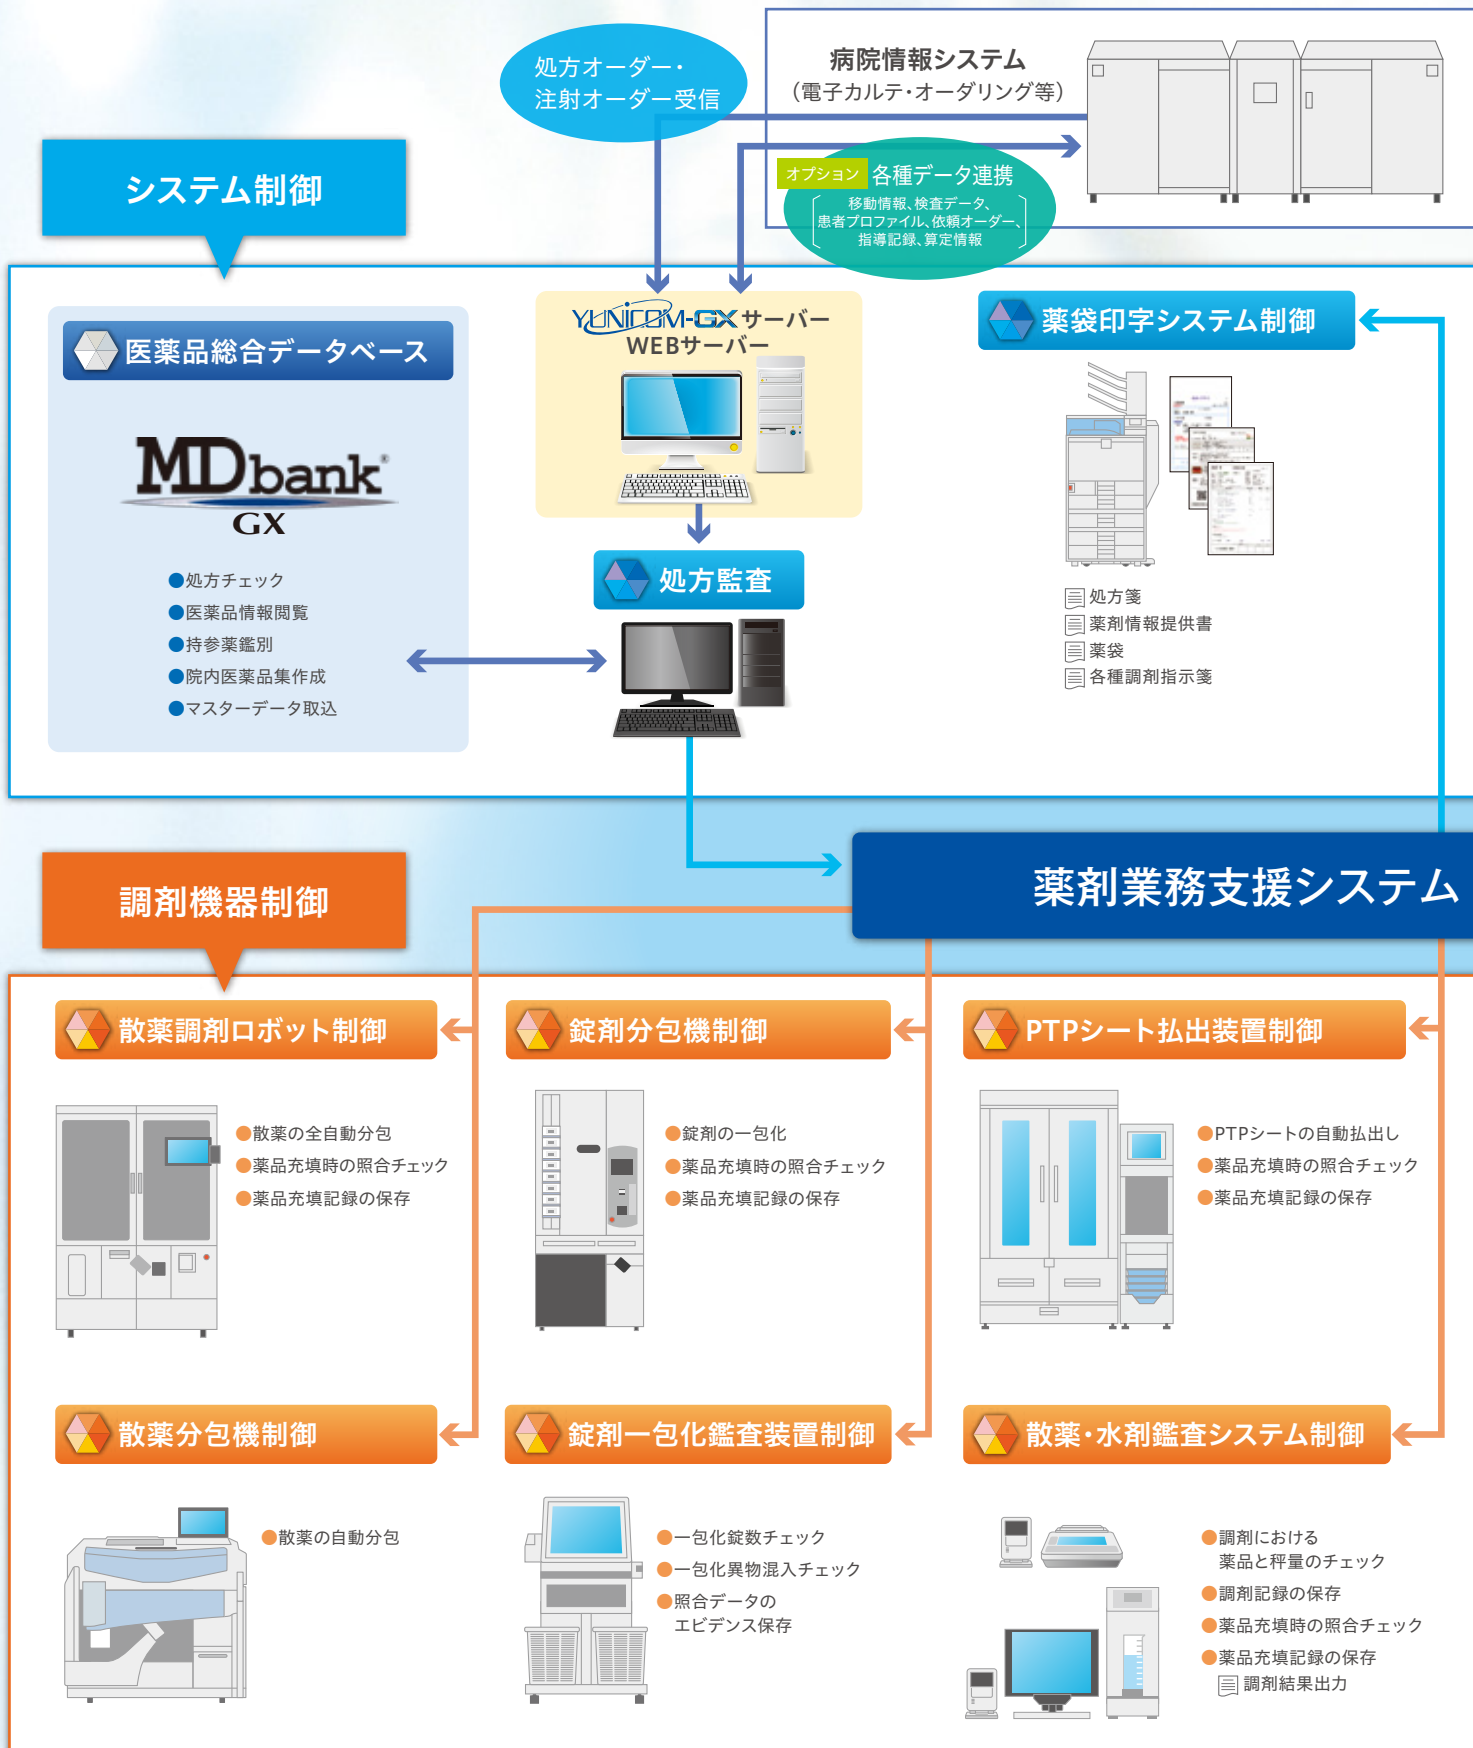 処方オーダー・
注射オーダー受信
病院情報システム
（電子カルテ・オーダリング等）
オプション 各種データ連携
移動情報、検査データ、
患者プロファイル、依頼オーダー、
指導記録、算定情報
システム制御
医薬品総合データベース
MDbank®
GX
●処方チェック
●医薬品情報閲覧
●持参薬鑑別
●院内医薬品集作成
●マスターデータ取込
YUNiCOM-GXサーバー
WEBサーバー
処方監査
薬袋印字システム制御
処方箋
薬剤情報提供書
薬袋
各種調剤指示箋
薬剤業務支援システム
調剤機器制御
散薬調剤ロボット制御
●散薬の全自動分包
●薬品充填時の照合チェック
●薬品充填記録の保存
錠剤分包機制御
●錠剤の一包化
●薬品充填時の照合チェック
●薬品充填記録の保存
PTPシート払出装置制御
●PTPシートの自動払出し
●薬品充填時の照合チェック
●薬品充填記録の保存
散薬分包機制御
●散薬の自動分包
錠剤一包化鑑査装置制御
●一包化錠数チェック
●一包化異物混入チェック
●照合データの
エビデンス保存
散薬・水剤鑑査システム制御
●調剤における
薬品と秤量のチェック
●調剤記録の保存
●薬品充填時の照合チェック
●薬品充填記録の保存
調剤結果出力